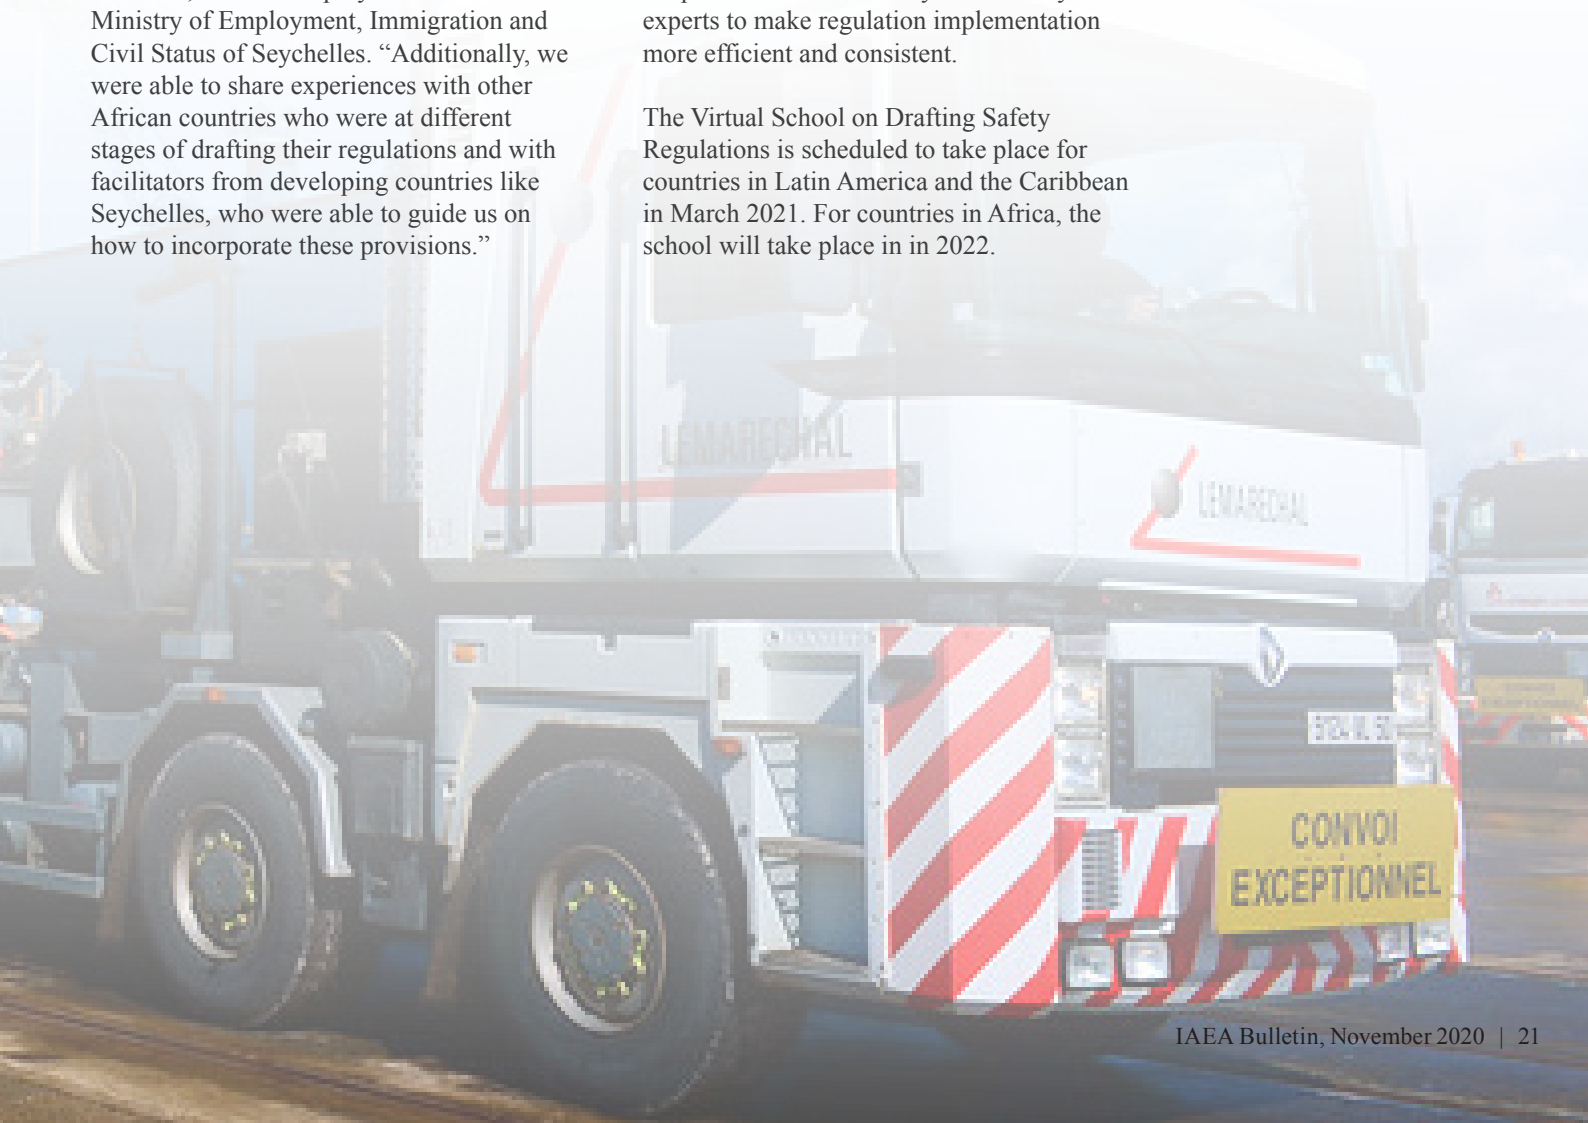 Ministry of Employment, Immigration and
Civil Status of Seychelles. “Additionally, we
were able to share experiences with other
African countries who were at different
stages of drafting their regulations and with
facilitators from developing countries like
Seychelles, who were able to guide us on
how to incorporate these provisions.”
experts to make regulation implementation
more efficient and consistent.
The Virtual School on Drafting Safety
Regulations is scheduled to take place for
countries in Latin America and the Caribbean
in March 2021. For countries in Africa, the
school will take place in in 2022.
LEMARECHAL
LEMARECHAL
CONVOI
EXCEPTIONNEL
IAEA Bulletin, November 2020 | 21